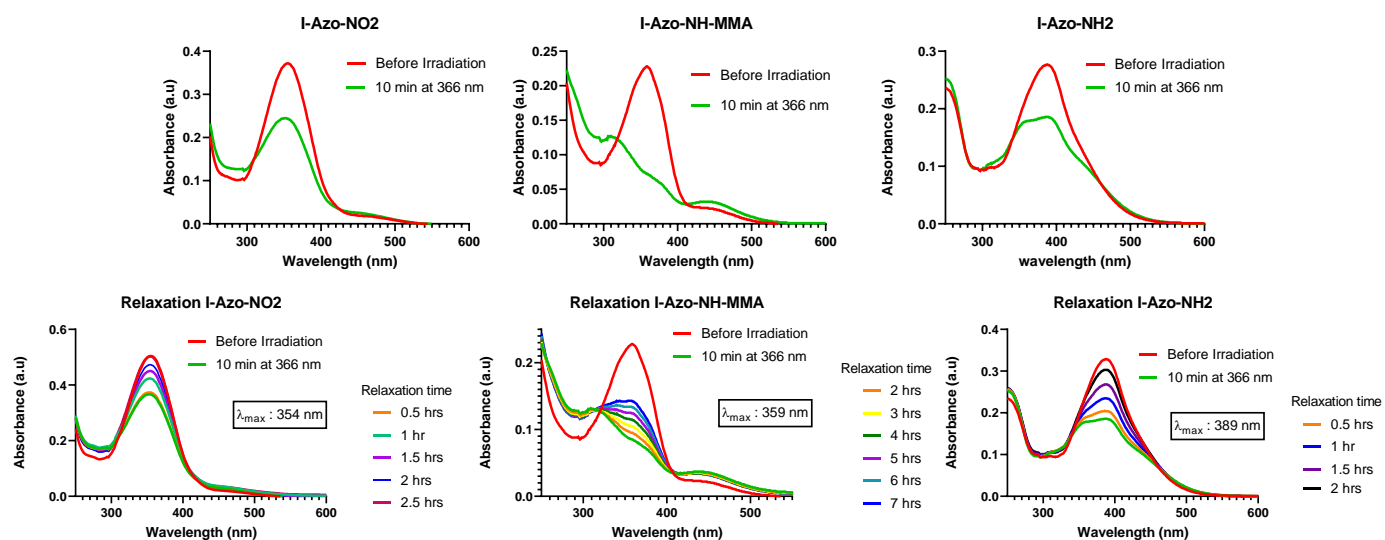 I-Azo-NO2
Absorbance (a.u)
0.4
0.3
0.2
0.1
0.0
300 400 500 600
Wavelength (nm)
Before Irradiation
10 min at 366 nm
I-Azo-NH-MMA
Absorbance (a.u)
0.25
0.20
0.15
0.10
0.05
0.00
300 400 500 600
Wavelength (nm)
Before Irradiation
10 min at 366 nm
I-Azo-NH2
Absorbance (a.u)
0.3
0.2
0.1
0.0
300 400 500 600
wavelength (nm)
Before Irradiation
10 min at 366 nm
Relaxation I-Azo-NO2
Absorbance (a.u)
0.6
0.4
0.2
0.0
300 400 500 600
Wavelength (nm)
Before Irradiation
10 min at 366 nm
λmax : 354 nm
Relaxation time
0.5 hrs
1 hr
1.5 hrs
2 hrs
2.5 hrs
Relaxation I-Azo-NH-MMA
Absorbance (a.u)
0.2
0.1
0.0
300 400 500
Wavelength (nm)
Before Irradiation
10 min at 366 nm
λmax : 359 nm
Relaxation time
2 hrs
3 hrs
4 hrs
5 hrs
6 hrs
7 hrs
Relaxation I-Azo-NH2
Absorbance (a.u)
0.4
0.3
0.2
0.1
0.0
300 400 500 600
Wavelength (nm)
Before Irradiation
10 min at 366 nm
λmax : 389 nm
Relaxation time
0.5 hrs
1 hr
1.5 hrs
2 hrs